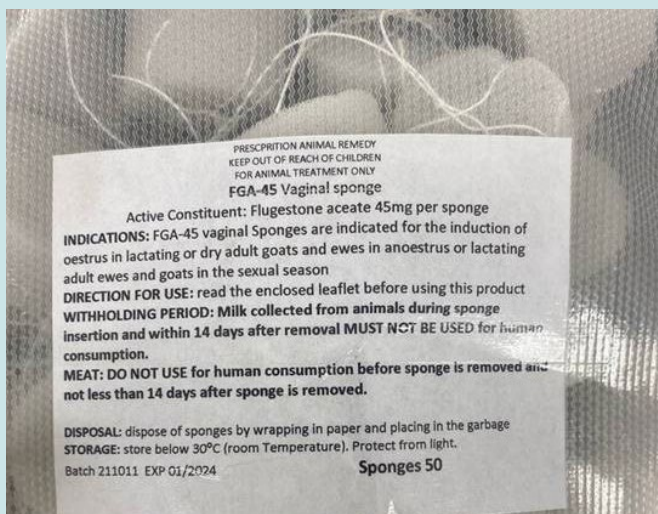 PRESCPRITION ANIMAL REMEDY
KEEP OUT OF REACH OF CHILDREN
FOR ANIMAL TREATMENT ONLY
FGA-45 Vaginal sponge
Active Constituent: Flugestone aceate 45mg per sponge
INDICATIONS: FGA-45 vaginal Sponges are indicated for the induction of
oestrus in lactating or dry adult goats and ewes in anoestrus or lactating
adult ewes and goats in the sexual season
DIRECTION FOR USE: read the enclosed leaflet before using this product
WITHHOLDING PERIOD: Milk collected from animals during sponge
insertion and within 14 days after removal MUST NOT BE USED for human
consumption.
MEAT: DO NOT USE for human consumption before sponge is removed and
not less than 14 days after sponge is removed.
DISPOSAL: dispose of sponges by wrapping in paper and placing in the garbage
STORAGE: store below 30°C (room Temperature). Protect from light.
Batch 211011 EXP 01/2024 Sponges 50